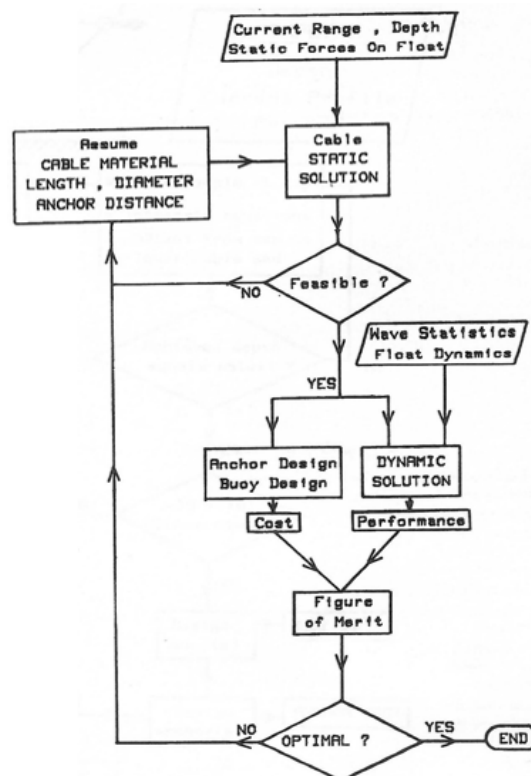 Current Range , Depth
Static Forces On Float
Assume
CABLE MATERIAL
LENGTH , DIAMETER
ANCHOR DISTANCE
Cable
STATIC
SOLUTION
Feasible ?
NO
Wave Statistics
Float Dynamics
YES
Anchor Design
Buoy Design
DYNAMIC
SOLUTION
Cost
Performance
Figure
of Merit
NO
OPTIMAL ?
YES
END